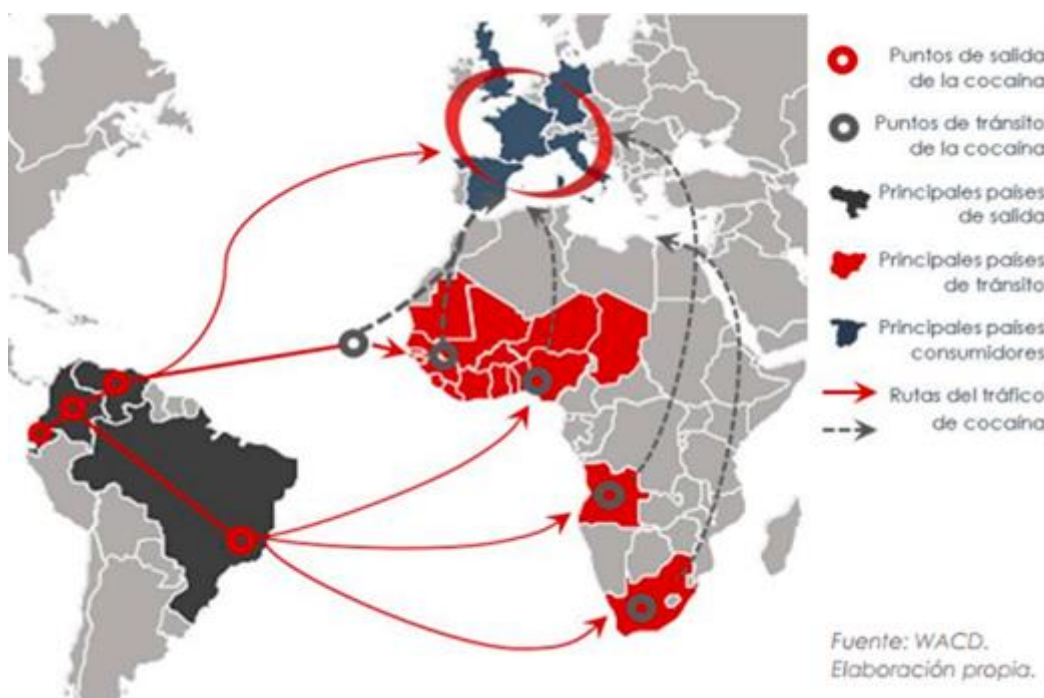 Puntos de salida
de la cocaína
Puntos de tránsito
de la cocaína
Principales países
de salida
Principales países
de tránsito
Principales países
consumidores
Rutas del tráfico
de cocaína
Fuente: WACD.
Elaboración propia.